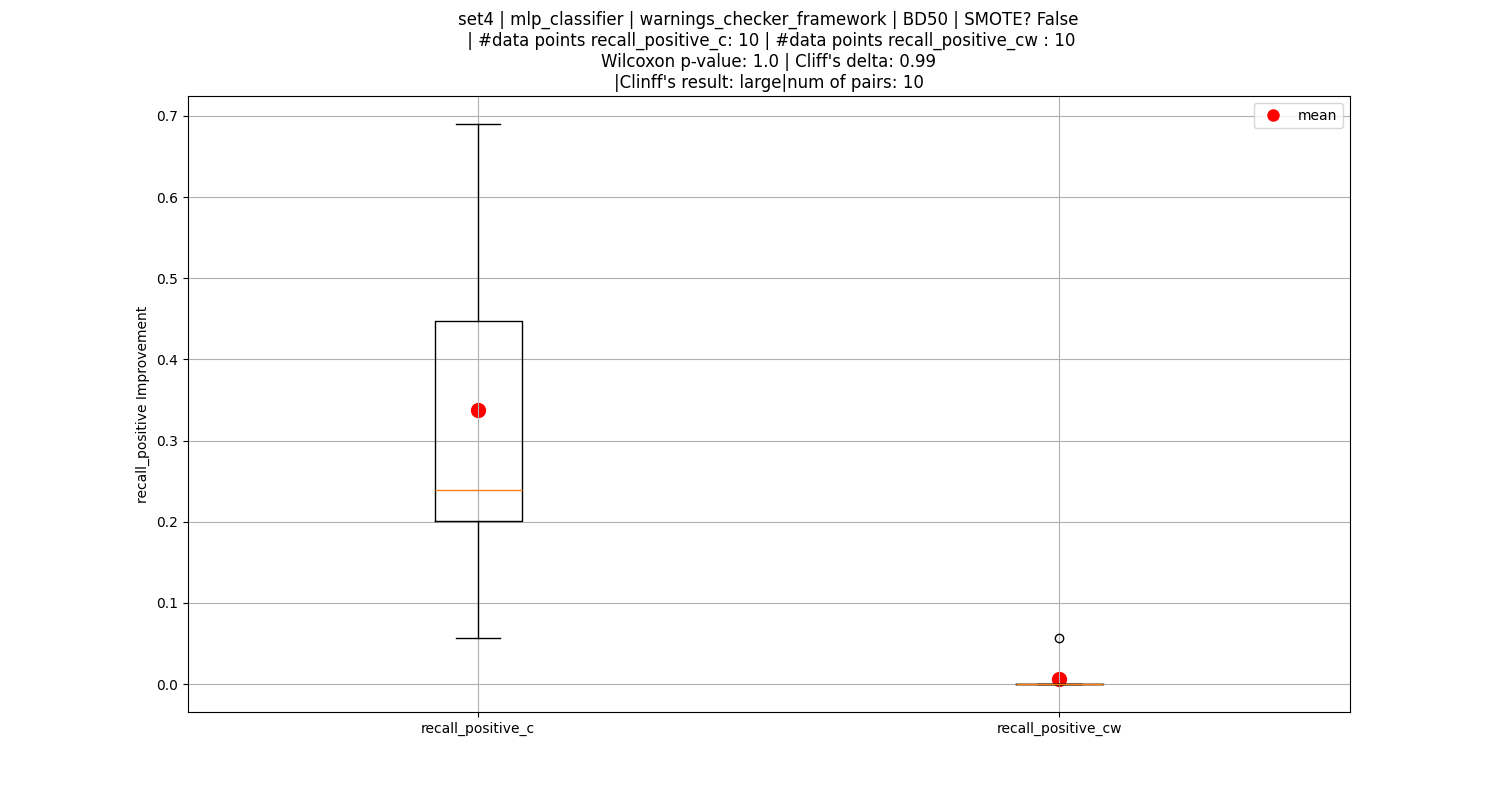 set4 | mlp_classifier | warnings_checker_framework | BD50 | SMOTE? False
| #data points recall_positive_c: 10 | #data points recall_positive_cw : 10
Wilcoxon p-value: 1.0 | Cliff's delta: 0.99
|Clinff's result: large|num of pairs: 10
mean
recall_positive Improvement
0.7
0.6
0.5
0.4
0.3
0.2
0.1
0.0
recall_positive_c
recall_positive_cw